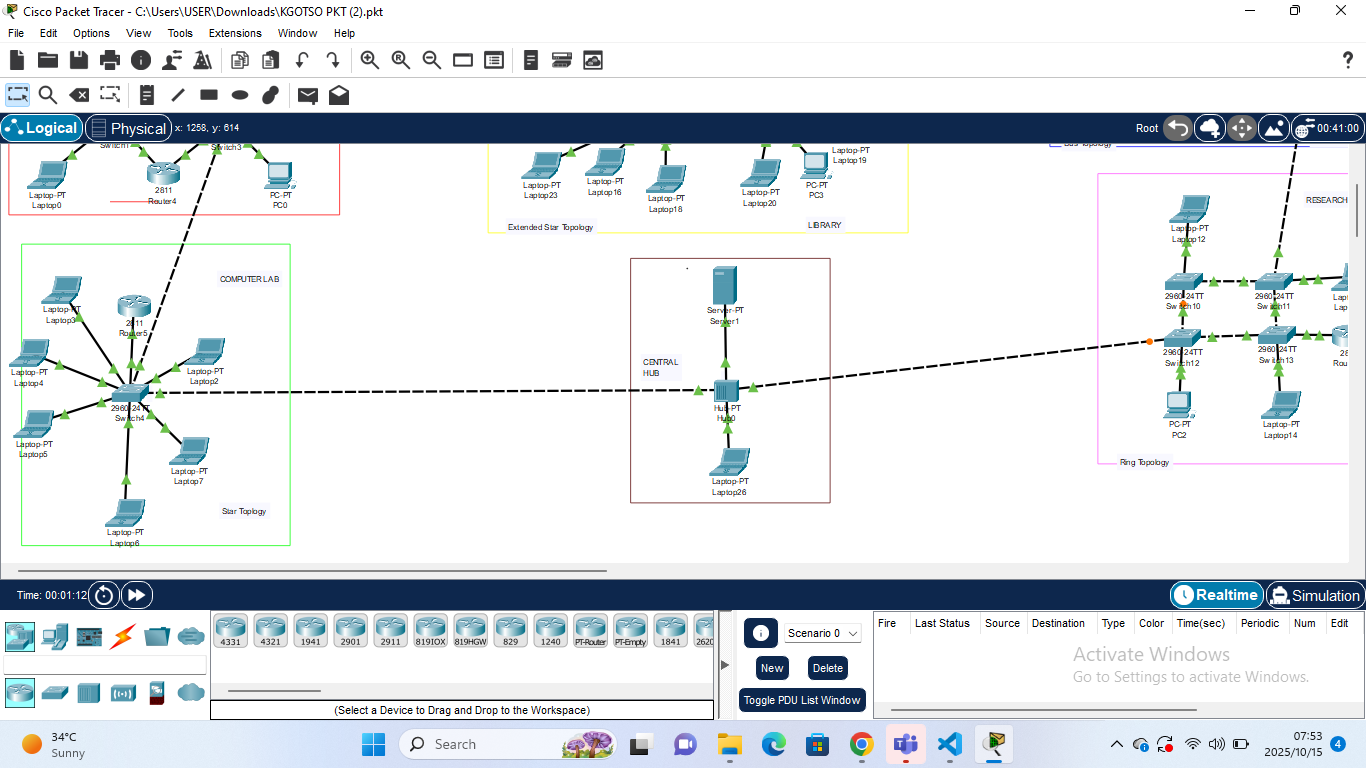 Cisco Packet Tracer - C:\Users\USER\Downloads\KGOTSO PKT (2).pkt
File Edit Options View Tools Extensions Window Help
Logical Physical x: 1258, y: 614
Root 00:41:00
Switch3
Laptop-PT
Laptop0
2811
Router4
PC-PT
PC0
Laptop-PT
Laptop23
Laptop-PT
Laptop16
Laptop-PT
Laptop18
Laptop-PT
Laptop20
Laptop-PT
Laptop19
PC-PT
PC3
Extended Star Topology
LIBRARY
Bus Topology
COMPUTER LAB
Laptop-PT
Laptop3
2811
Router5
Laptop-PT
Laptop4
Laptop-PT
Laptop2
2960-24TT
Switch4
Laptop-PT
Laptop5
Laptop-PT
Laptop7
Laptop-PT
Laptop6
Star Toplogy
Server-PT
Server1
CENTRAL
HUB
Hub-PT
Hub0
Laptop-PT
Laptop26
RESEARCH
Laptop-PT
Laptop12
2960-24TT
Switch10
2960-24TT
Switch11
2960-24TT
Switch12
2960-24TT
Switch13
PC-PT
PC2
Laptop-PT
Laptop14
Ring Topology
Time: 00:01:12
Realtime Simulation
4331 4321 1941 2901 2911 819IOX 819HGW 829 1240 PT-Router PT-Empty 1841 2620
(Select a Device to Drag and Drop to the Workspace)
Scenario 0
New Delete
Toggle PDU List Window
Fire Last Status Source Destination Type Color Time(sec) Periodic Num Edit
Activate Windows
Go to Settings to activate Windows.
34°C
Sunny
Search
07:53
2025/10/15
4